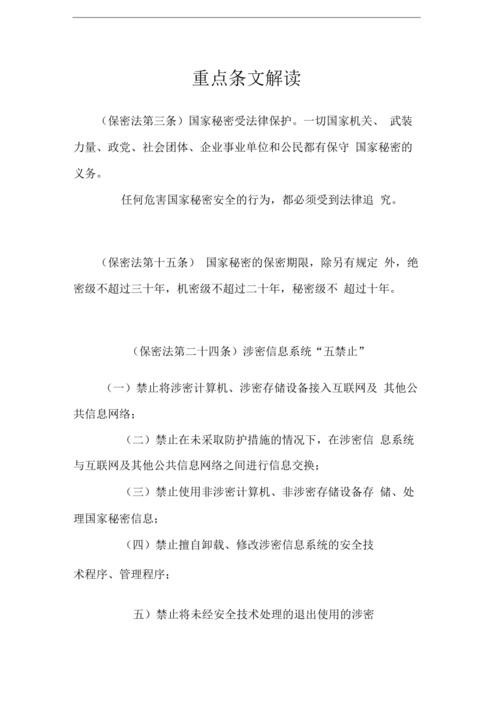 重点条文解读
（保密法第三条）国家秘密受法律保护。一切国家机关、 武装
力量、政党、社会团体、企业事业单位和公民都有保守 国家秘密的
义务。
任何危害国家秘密安全的行为，都必须受到法律追 究。
（保密法第十五条） 国家秘密的保密期限，除另有规定 外，绝
密级不超过三十年，机密级不超过二十年，秘密级不 超过十年。
（保密法第二十四条）涉密信息系统“五禁止”
（一）禁止将涉密计算机、涉密存储设备接入互联网及 其他公
共信息网络；
（二）禁止在未采取防护措施的情况下，在涉密信 息系统
与互联网及其他公共信息网络之间进行信息交换；
（三）禁止使用非涉密计算机、非涉密存储设备存 储、处
理国家秘密信息；
（四）禁止擅自卸载、修改涉密信息系统的安全技
术程序、管理程序；
五）禁止将未经安全技术处理的退出使用的涉密